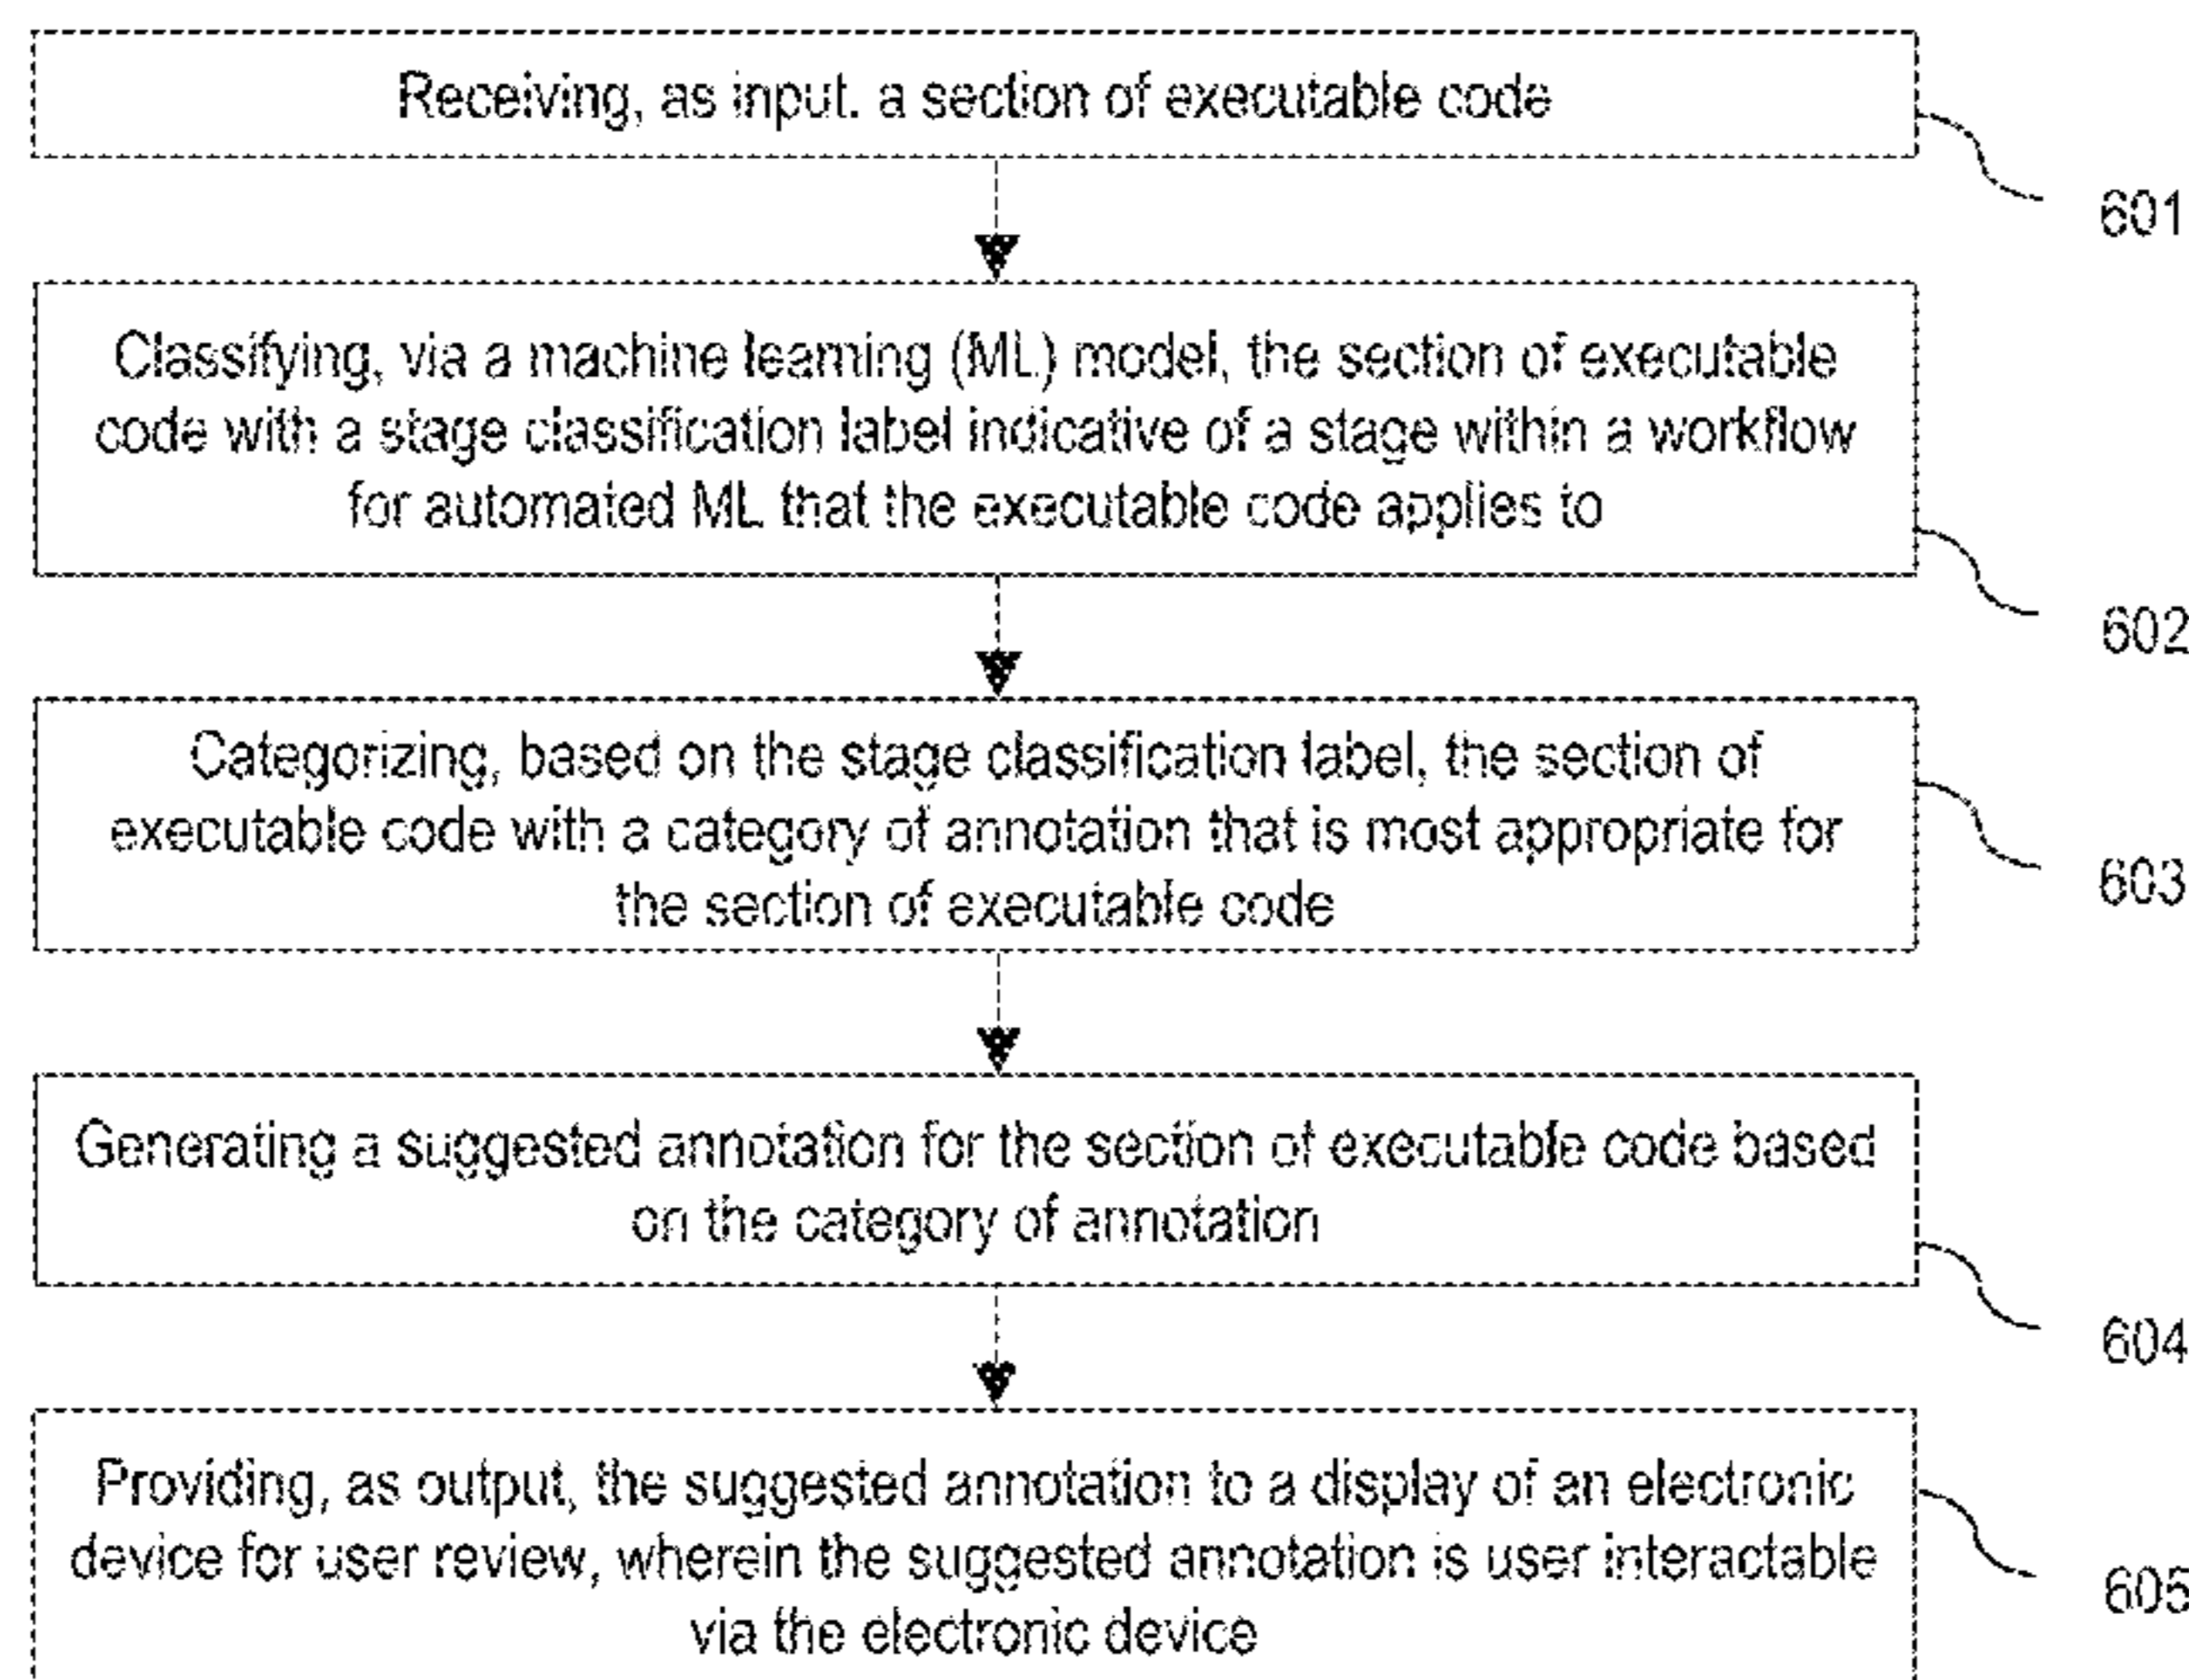 Receiving, as input. a section of executable code
601
Classifying, via a machine learning (ML) model, the section of executable
code with a stage classification label indicative of a stage within a workflow
for automated ML that the executable code applies to
602
Categorizing, based on the stage classification label, the section of
executable code with a category of annotation that is most appropriate for
the section of executable code
603
Generating a suggested annotation for the section of executable code based
on the category of annotation
604
Providing, as output, the suggested annotation to a display of an electronic
device for user review, wherein the suggested annotation is user interactable
via the electronic device
605